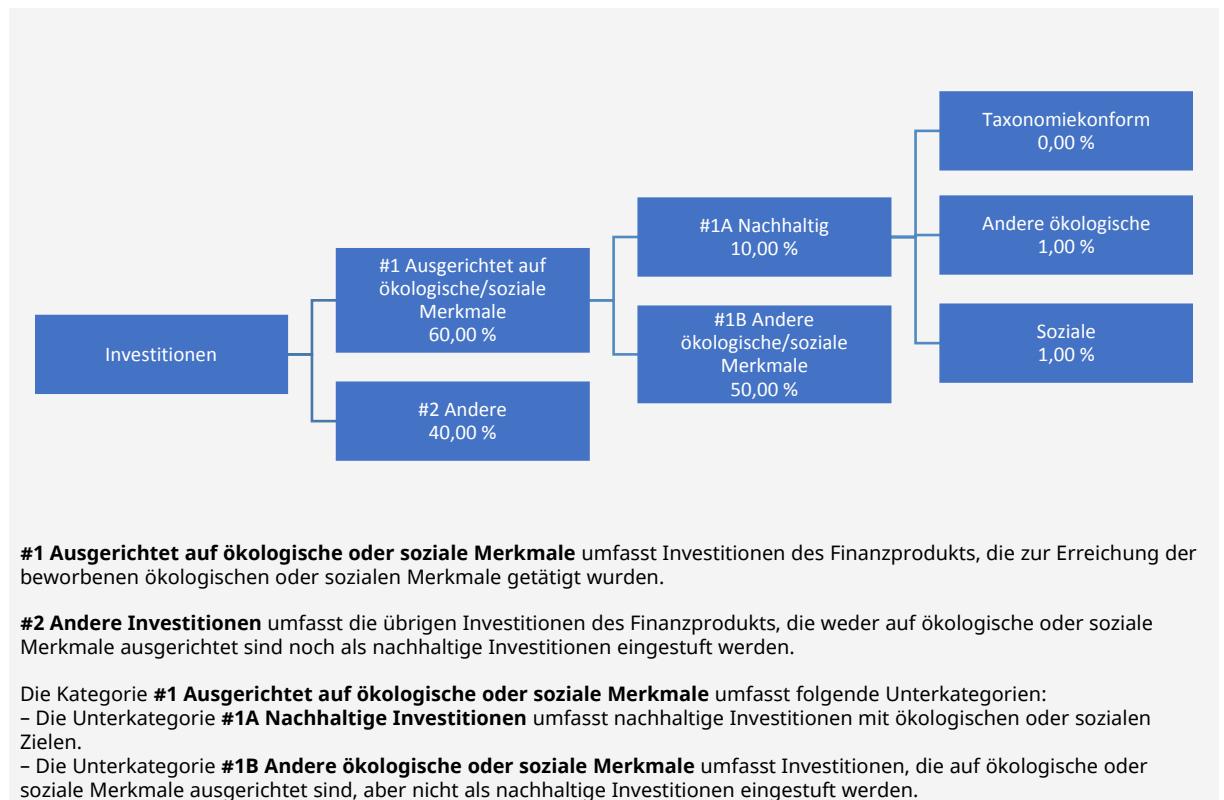 Investitionen
#1 Ausgerichtet auf
ökologische/soziale
Merkmale
60,00 %
#2 Andere
40,00 %
#1A Nachhaltig
10,00 %
#1B Andere
ökologische/soziale
Merkmale
50,00 %
Taxonomiekonform
0,00 %
Andere ökologische
1,00 %
Soziale
1,00 %
#1 Ausgerichtet auf ökologische oder soziale Merkmale umfasst Investitionen des Finanzprodukts, die zur Erreichung der
beworbenen ökologischen oder sozialen Merkmale getätigt wurden.
#2 Andere Investitionen umfasst die übrigen Investitionen des Finanzprodukts, die weder auf ökologische oder soziale
Merkmale ausgerichtet sind noch als nachhaltige Investitionen eingestuft werden.
Die Kategorie #1 Ausgerichtet auf ökologische oder soziale Merkmale umfasst folgende Unterkategorien:
– Die Unterkategorie #1A Nachhaltige Investitionen umfasst nachhaltige Investitionen mit ökologischen oder sozialen
Zielen.
– Die Unterkategorie #1B Andere ökologische oder soziale Merkmale umfasst Investitionen, die auf ökologische oder
soziale Merkmale ausgerichtet sind, aber nicht als nachhaltige Investitionen eingestuft werden.